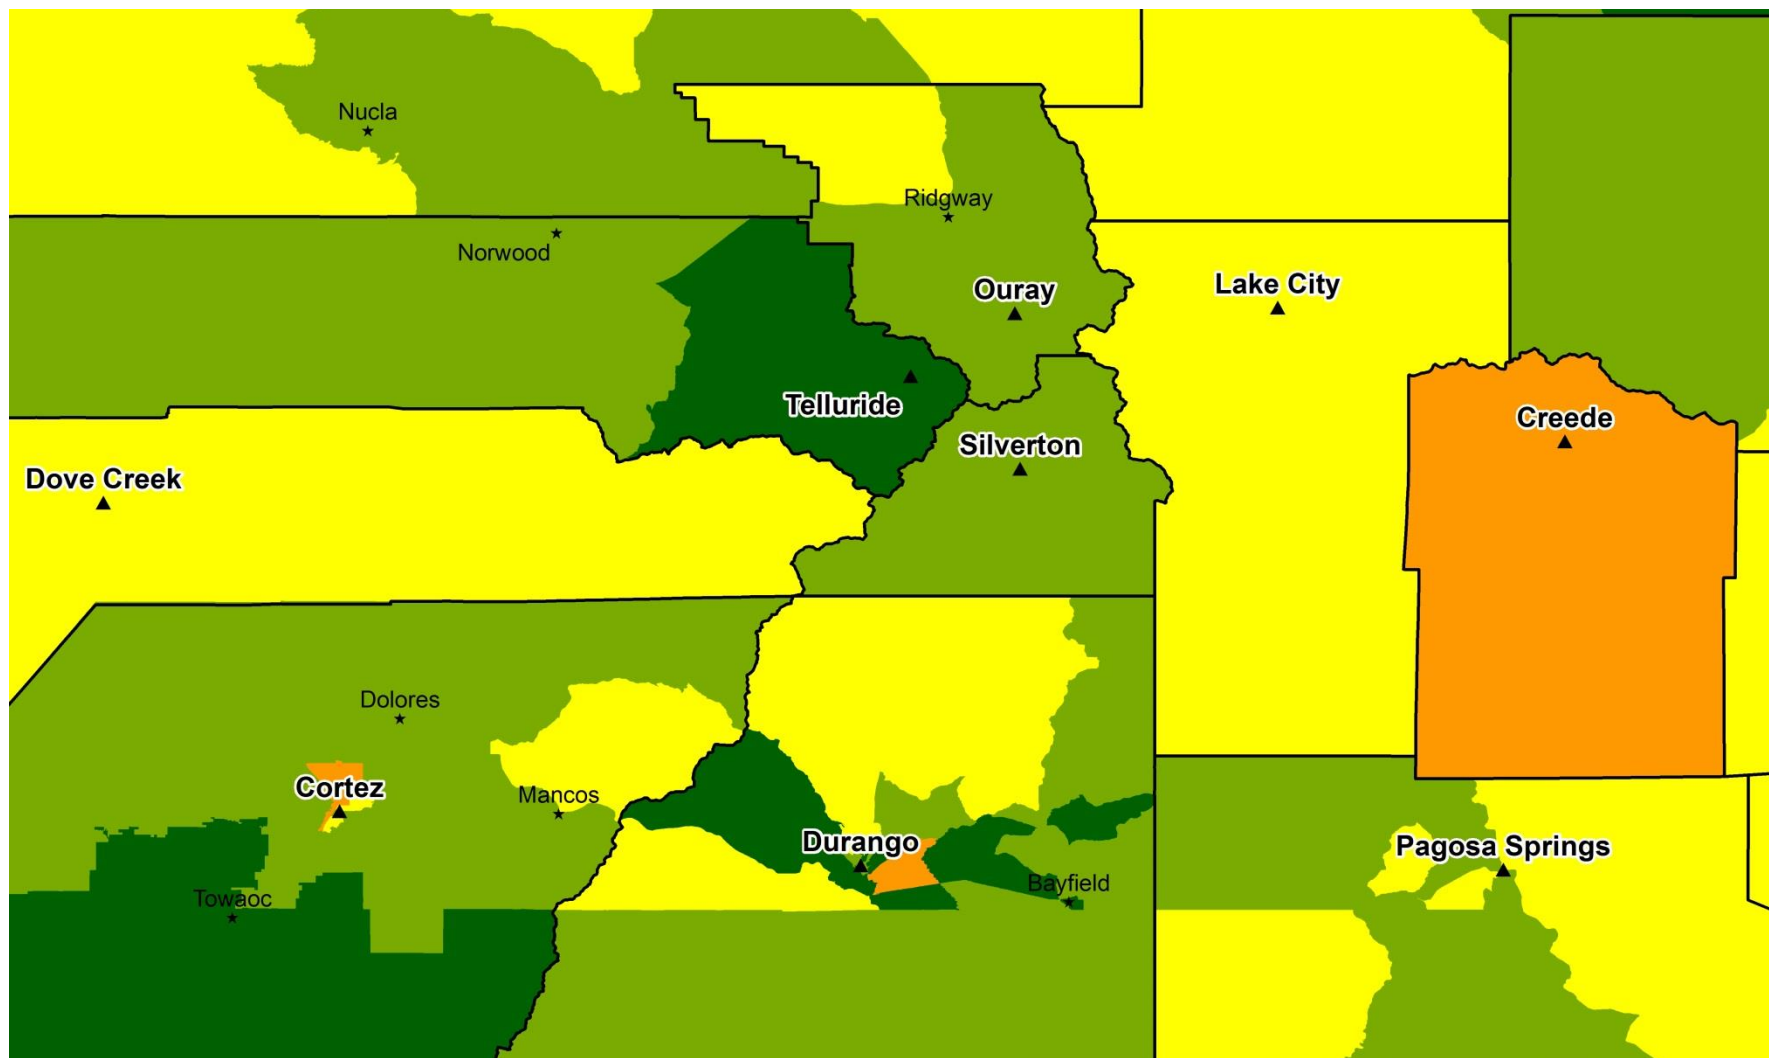 Nucla
Ridgway
Norwood
Ouray
Lake City
Telluride
Creede
Silverton
Dove Creek
Dolores
Cortez
Mancos
Durango
Pagosa Springs
Bayfield
Towaoc